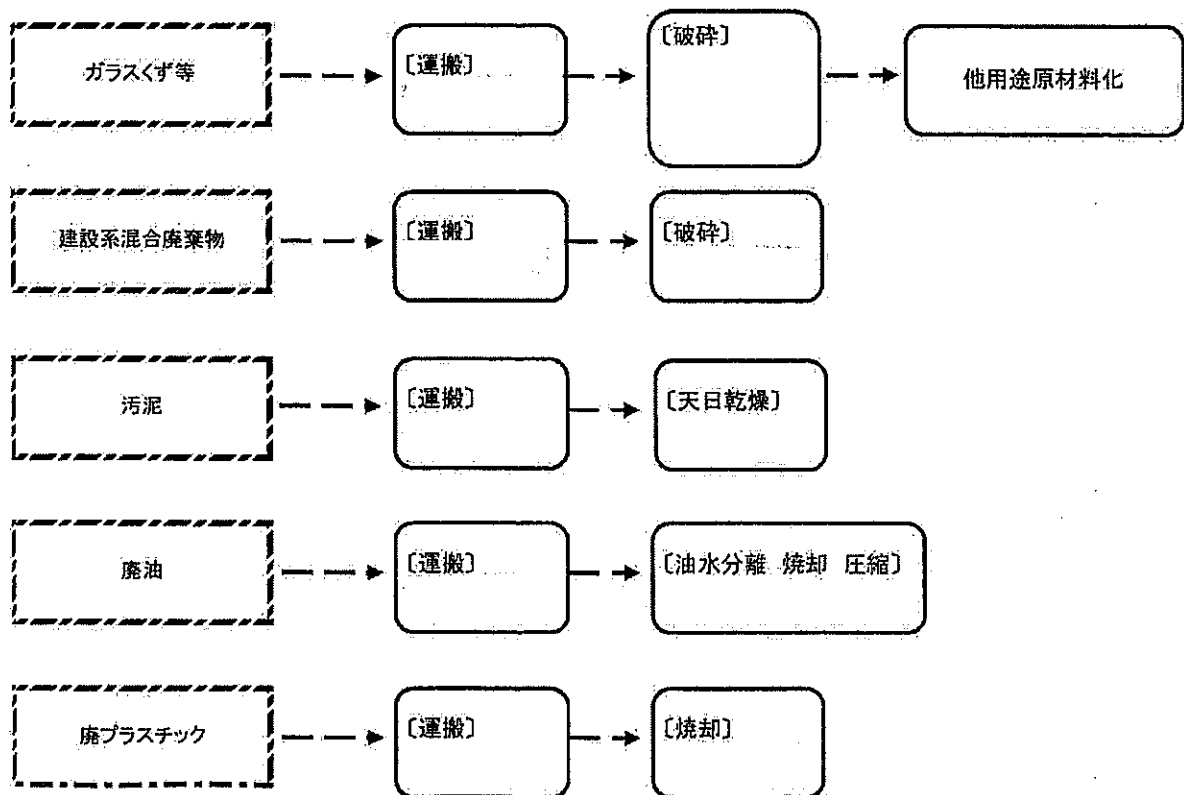 ガラスくず等
〔運搬〕
〔破砕〕
他用途原材料化
建設系混合廃棄物
〔運搬〕
〔破砕〕
汚泥
〔運搬〕
〔天日乾燥〕
廃油
〔運搬〕
〔油水分離 焼却 圧縮〕
廃プラスチック
〔運搬〕
〔焼却〕